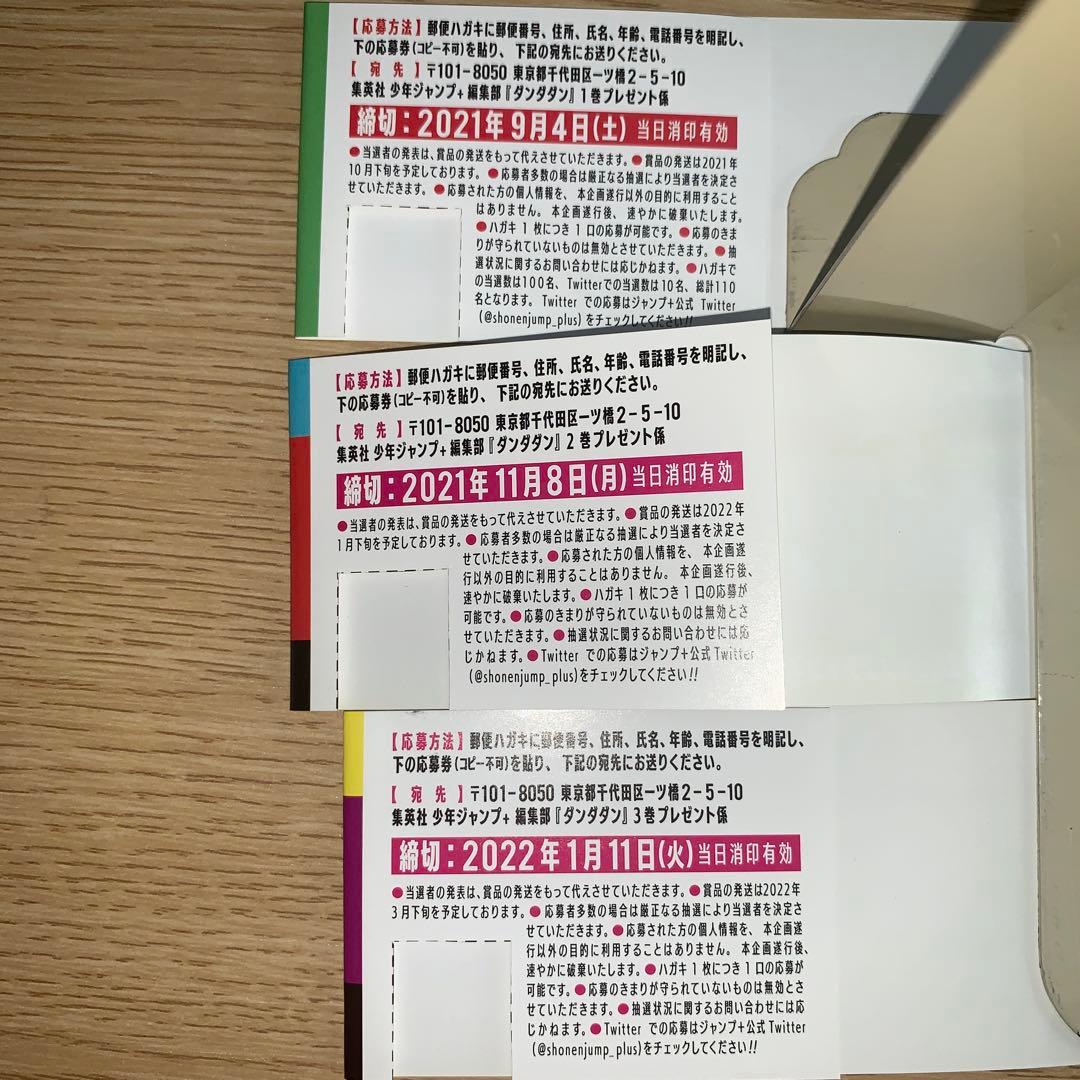 【応募方法】郵便ハガキに郵便番号、住所、氏名、年齢、電話番号を明記し、
下の応募券(コピー不可)を貼り、下記の宛先にお送りください。
【宛先】〒101-8050 東京都千代田区一ツ橋2-5-10
集英社 少年ジャンプ+ 編集部『ダンダダン』1巻プレゼント係
締切：2021年9月4日(土)当日消印有効
●当選者の発表は、賞品の発送をもって代えさせていただきます。●賞品の発送は2021年
10月下旬を予定しております。●応募者多数の場合は厳正なる抽選により当選者を決定さ
せていただきます。●応募された方の個人情報を、本企画遂行以外の目的に利用すること
はありません。本企画遂行後、速やかに破棄いたします。
●ハガキ1枚につき1口の応募が可能です。●応募のきま
りが守られていないものは無効とさせていただきます。●抽
選状況に関するお問い合わせには応じかねます。●ハガキで
の当選数は100名、Twitterでの当選数は10名、総計110
名となります。Twitterでの応募はジャンプ+公式Twitter
(@shonenjump_plus)をチェックしてください!!
【応募方法】郵便ハガキに郵便番号、住所、氏名、年齢、電話番号を明記し、
下の応募券(コピー不可)を貼り、下記の宛先にお送りください。
【宛先】〒101-8050 東京都千代田区一ツ橋2-5-10
集英社 少年ジャンプ+ 編集部『ダンダダン』2巻プレゼント係
締切：2021年11月8日(月)当日消印有効
●当選者の発表は、賞品の発送をもって代えさせていただきます。●賞品の発送は2022年
1月下旬を予定しております。●応募者多数の場合は厳正なる抽選により当選者を決定さ
せていただきます。●応募された方の個人情報を、本企画遂
行以外の目的に利用することはありません。本企画遂行後、
速やかに破棄いたします。●ハガキ1枚につき1口の応募が
可能です。●応募のきまりが守られていないものは無効とさ
せていただきます。●抽選状況に関するお問い合わせには応
じかねます。●Twitterでの応募はジャンプ+公式Twitter
(@shonenjump_plus)をチェックしてください!!
【応募方法】郵便ハガキに郵便番号、住所、氏名、年齢、電話番号を明記し、
下の応募券(コピー不可)を貼り、下記の宛先にお送りください。
【宛先】〒101-8050 東京都千代田区一ツ橋2-5-10
集英社 少年ジャンプ+ 編集部『ダンダダン』3巻プレゼント係
締切：2022年1月11日(火)当日消印有効
●当選者の発表は、賞品の発送をもって代えさせていただきます。●賞品の発送は2022年
3月下旬を予定しております。●応募者多数の場合は厳正なる抽選により当選者を決定さ
せていただきます。●応募された方の個人情報を、本企画遂
行以外の目的に利用することはありません。本企画遂行後、
速やかに破棄いたします。●ハガキ1枚につき1口の応募が
可能です。●応募のきまりが守られていないものは無効とさ
せていただきます。●抽選状況に関するお問い合わせには応
じかねます。●Twitterでの応募はジャンプ+公式Twitter
(@shonenjump_plus)をチェックしてください!!